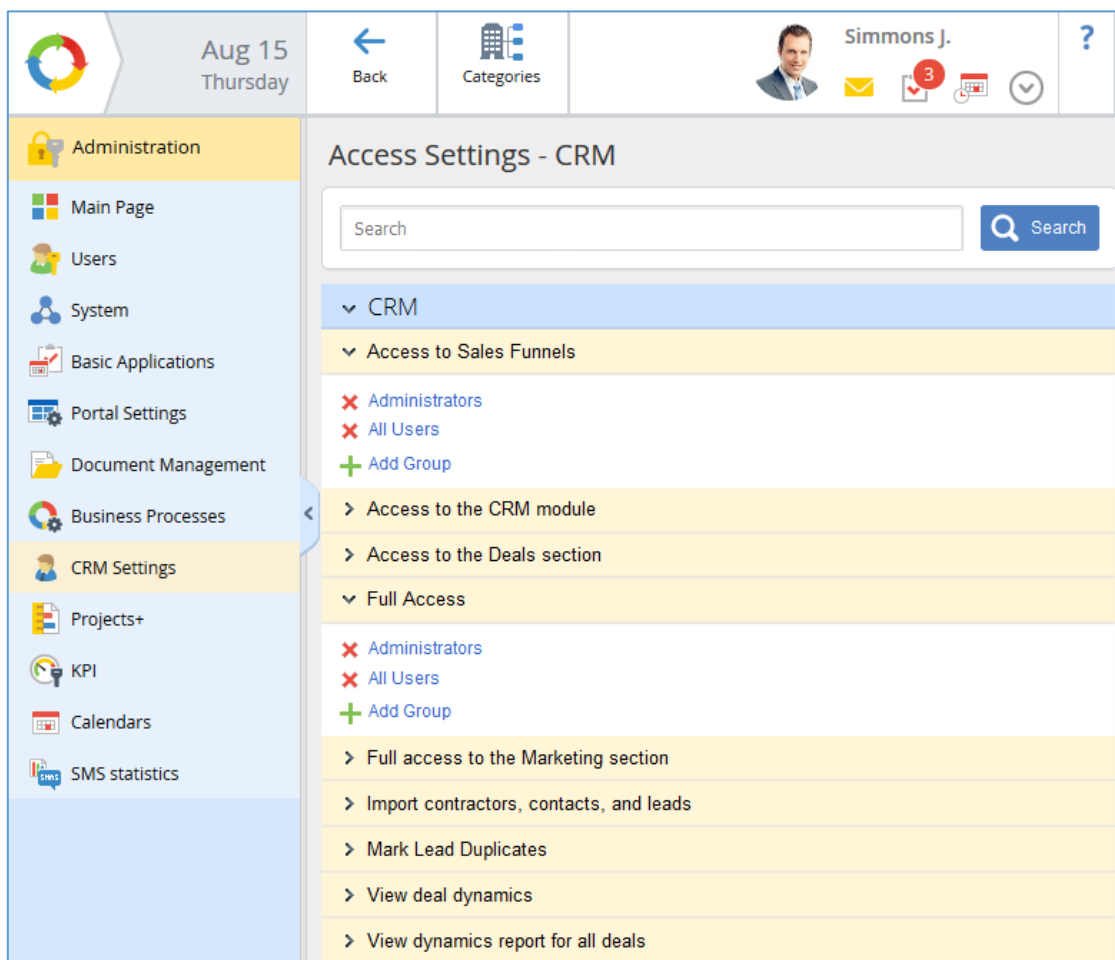 Aug 15
Thursday
Back
Categories
Simmons J.
3
?
Administration
Main Page
Users
System
Basic Applications
Portal Settings
Document Management
Business Processes
CRM Settings
Projects+
KPI
Calendars
sms
SMS statistics
Access Settings - CRM
Search
Search
CRM
Access to Sales Funnels
Administrators
All Users
Add Group
Access to the CRM module
Access to the Deals section
Full Access
Administrators
All Users
Add Group
Full access to the Marketing section
Import contractors, contacts, and leads
Mark Lead Duplicates
View deal dynamics
View dynamics report for all deals